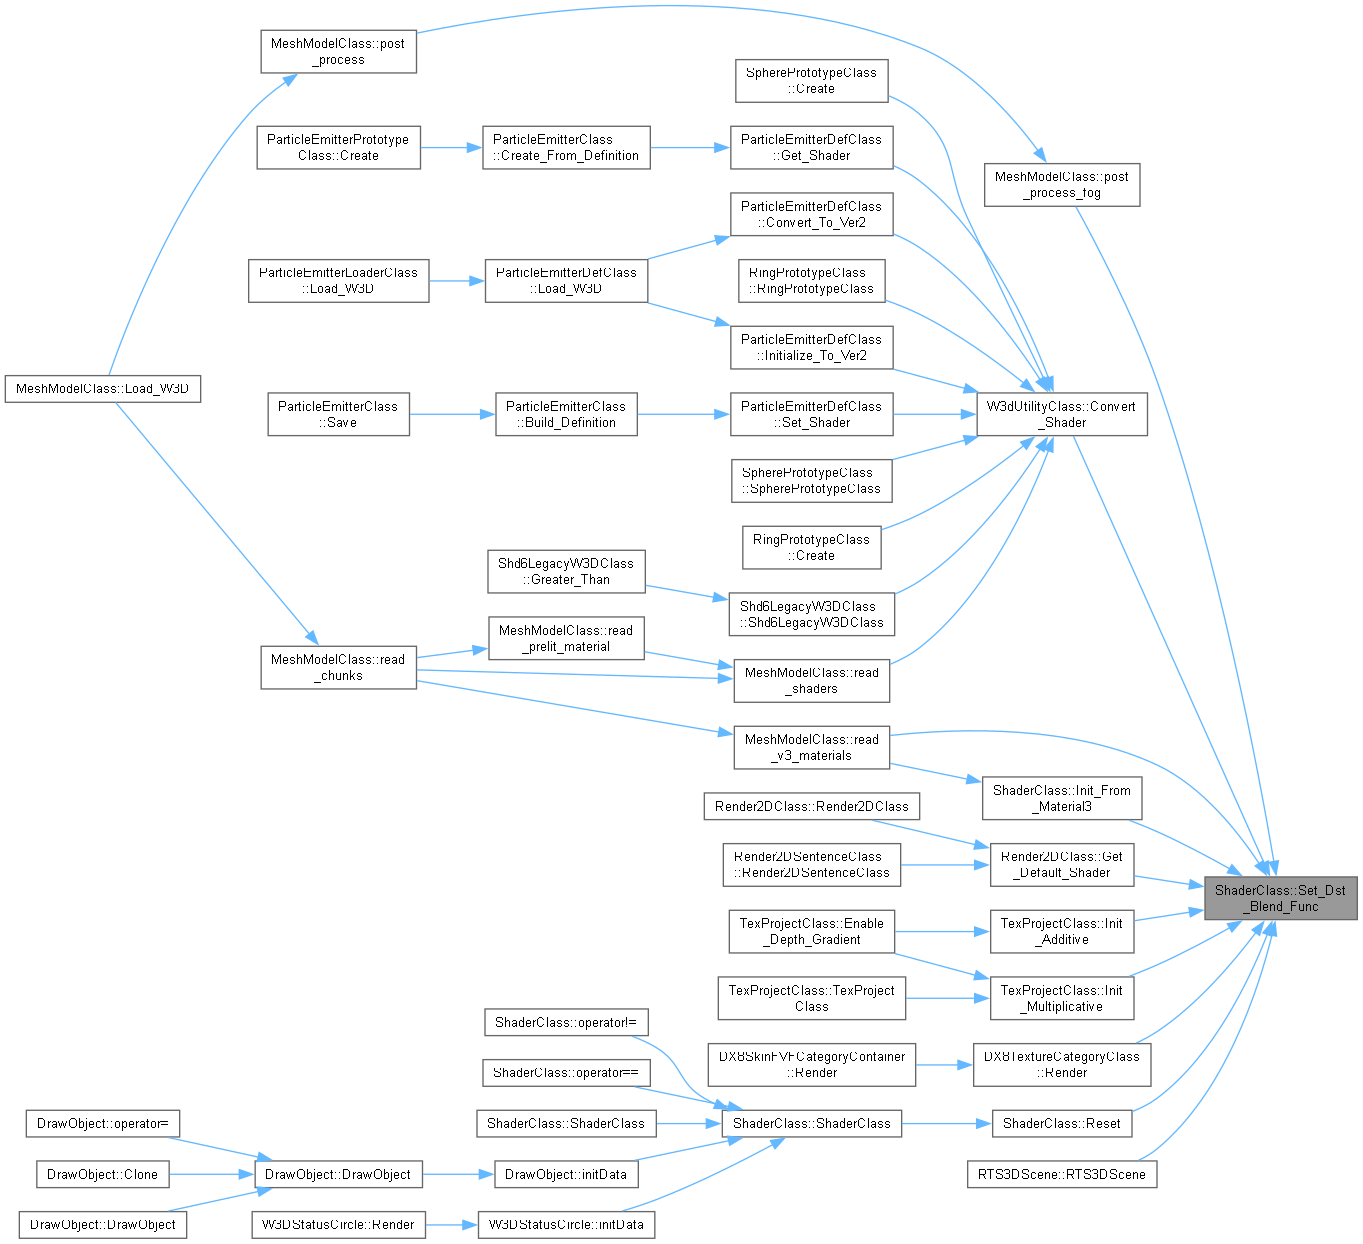 MeshModelClass::post
_process
SpherePrototypeClass
::Create
ParticleEmitterPrototype
Class::Create
ParticleEmitterClass
::Create_From_Definition
ParticleEmitterDefClass
::Get_Shader
MeshModelClass::post
_process_fog
ParticleEmitterDefClass
::Convert_To_Ver2
ParticleEmitterLoaderClass
::Load_W3D
ParticleEmitterDefClass
::Load_W3D
RingPrototypeClass
::RingPrototypeClass
ParticleEmitterDefClass
::Initialize_To_Ver2
MeshModelClass::Load_W3D
ParticleEmitterClass
::Save
ParticleEmitterClass
::Build_Definition
ParticleEmitterDefClass
::Set_Shader
W3dUtilityClass::Convert
_Shader
SpherePrototypeClass
::SpherePrototypeClass
RingPrototypeClass
::Create
Shd6LegacyW3DClass
::Greater_Than
Shd6LegacyW3DClass
::Shd6LegacyW3DClass
MeshModelClass::read
_prelit_material
MeshModelClass::read
_chunks
MeshModelClass::read
_shaders
MeshModelClass::read
_v3_materials
ShaderClass::Init_From
_Material3
Render2DClass::Render2DClass
Render2DSentenceClass
::Render2DSentenceClass
Render2DClass::Get
_Default_Shader
ShaderClass::Set_Dst
_Blend_Func
TexProjectClass::Enable
_Depth_Gradient
TexProjectClass::Init
_Additive
TexProjectClass::TexProject
Class
TexProjectClass::Init
_Multiplicative
ShaderClass::operator!=
DX8SkinFVFCategoryContainer
::Render
DX8TextureCategoryClass
::Render
ShaderClass::operator==
DrawObject::operator=
ShaderClass::ShaderClass
ShaderClass::ShaderClass
ShaderClass::Reset
DrawObject::Clone
DrawObject::DrawObject
DrawObject::initData
RTS3DScene::RTS3DScene
DrawObject::DrawObject
W3DStatusCircle::Render
W3DStatusCircle::initData